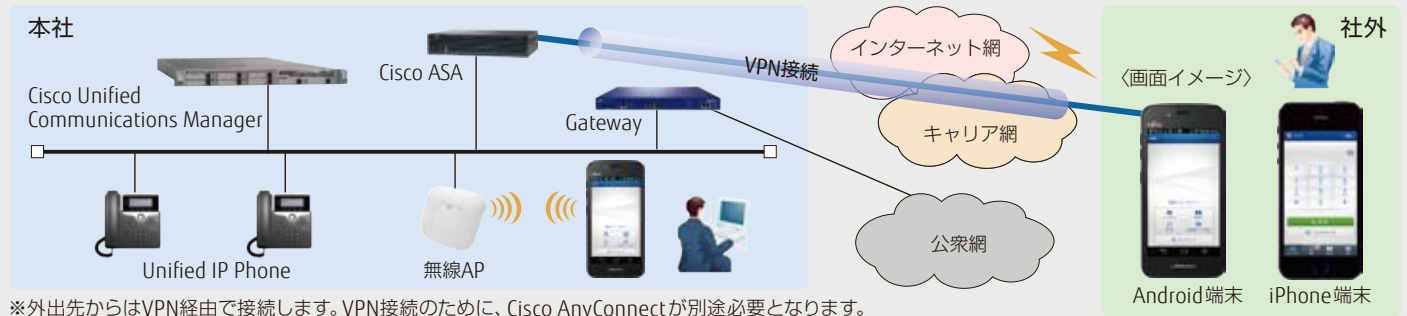 本社
Cisco ASA
Cisco Unified
Communications Manager
Gateway
Unified IP Phone
無線AP
VPN接続
インターネット網
キャリア網
公衆網
社外
〈画面イメージ〉
Android端末
iPhone端末
※外出先からはVPN経由で接続します。VPN接続のために、Cisco AnyConnectが別途必要となります。